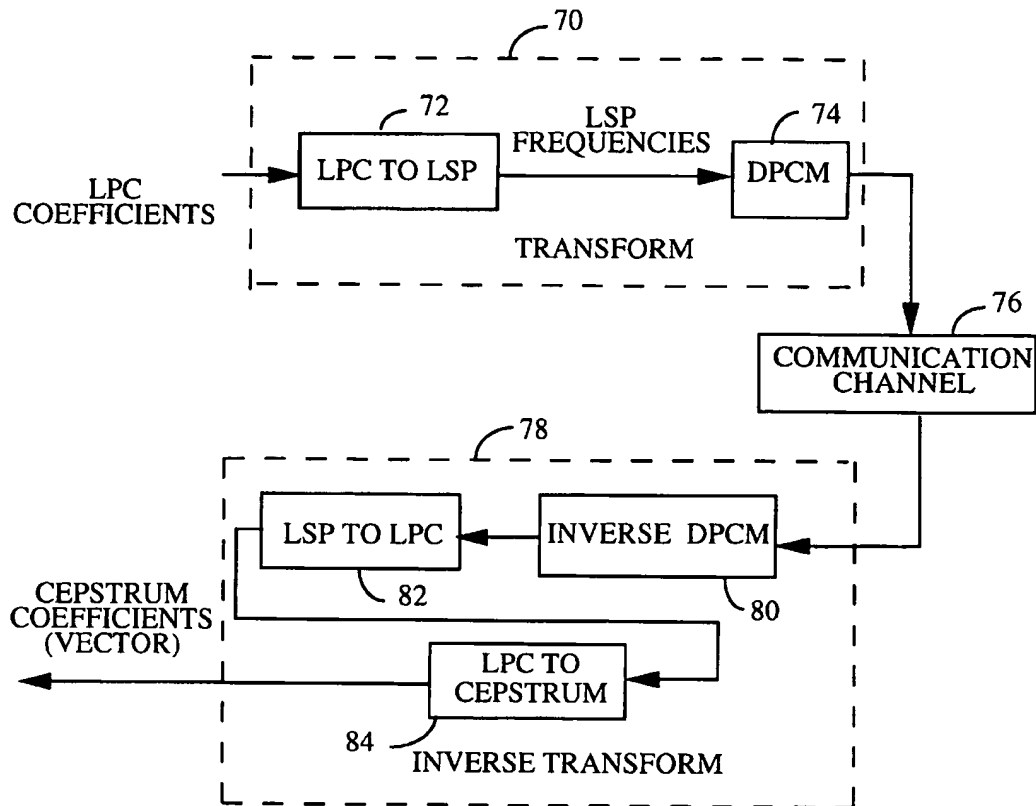 70
72
LSP
FREQUENCIES
74
LPC TO LSP
DPCM
LPC
COEFFICIENTS
TRANSFORM
76
COMMUNICATION
CHANNEL
78
LSP TO LPC
INVERSE DPCM
82
80
CEPSTRUM
COEFFICIENTS
(VECTOR)
LPC TO
CEPSTRUM
84
INVERSE TRANSFORM